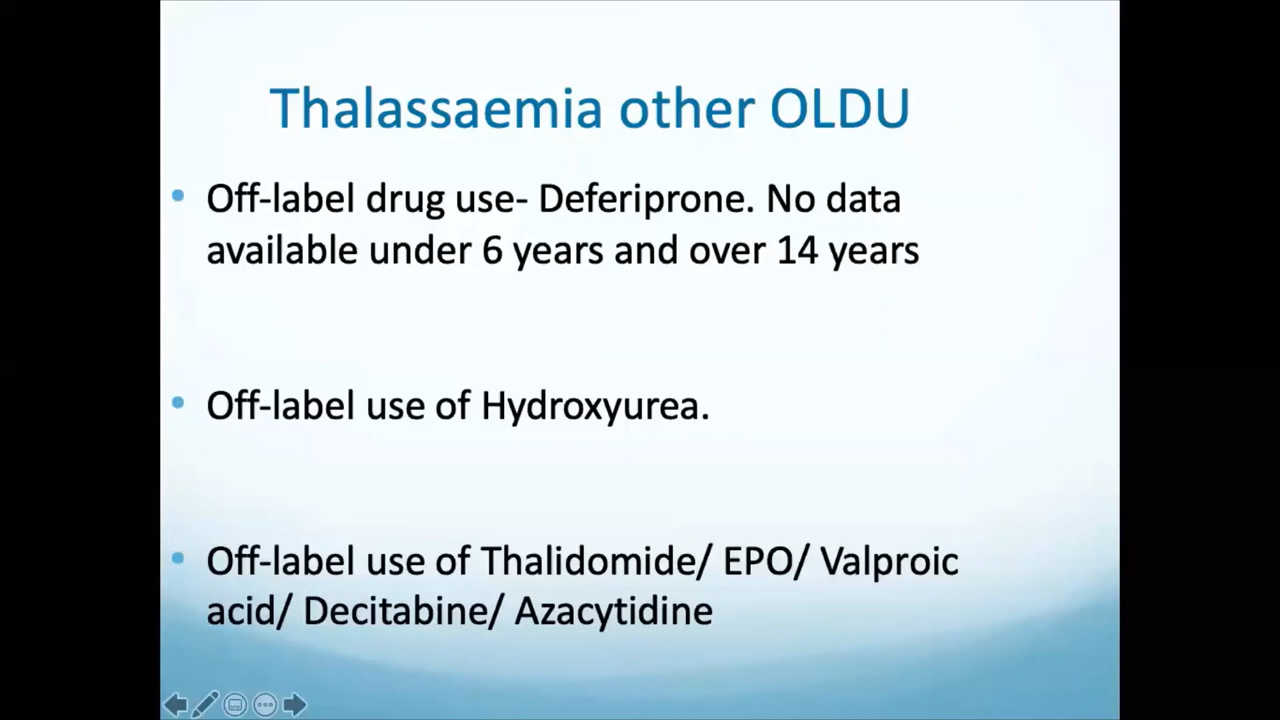 Thalassaemia other OLDU
• Off-label drug use- Deferiprone. No data
available under 6 years and over 14 years
• Off-label use of Hydroxyurea.
• Off-label use of Thalidomide/ EPO/ Valproic
acid/ Decitabine/ Azacytidine